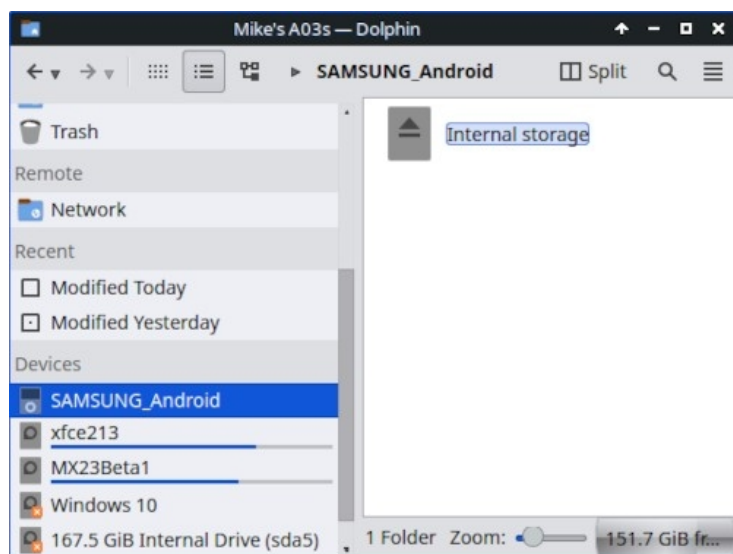 Mike's A03s — Dolphin
SAMSUNG_Android
Split
Trash
Remote
Network
Recent
Modified Today
Modified Yesterday
Devices
SAMSUNG_Android
xfce213
MX23Beta1
Windows 10
167.5 GiB Internal Drive (sda5)
Internal storage
1 Folder Zoom: 151.7 GiB fr...